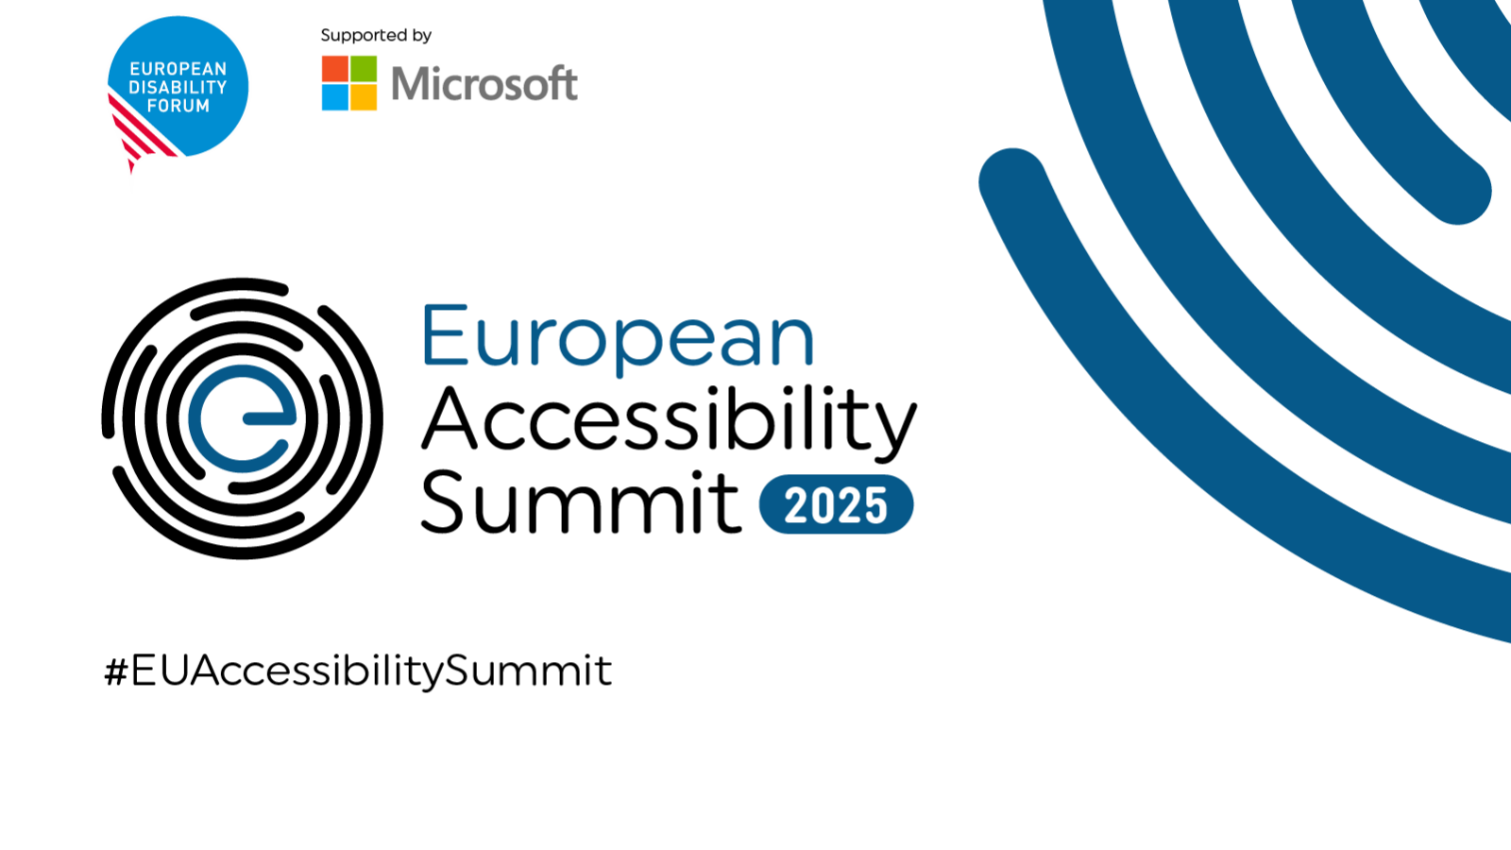 EUROPEAN
DISABILITY
FORUM
Supported by
Microsoft
European
Accessibility
Summit 2025
#EUAccessibilitySummit